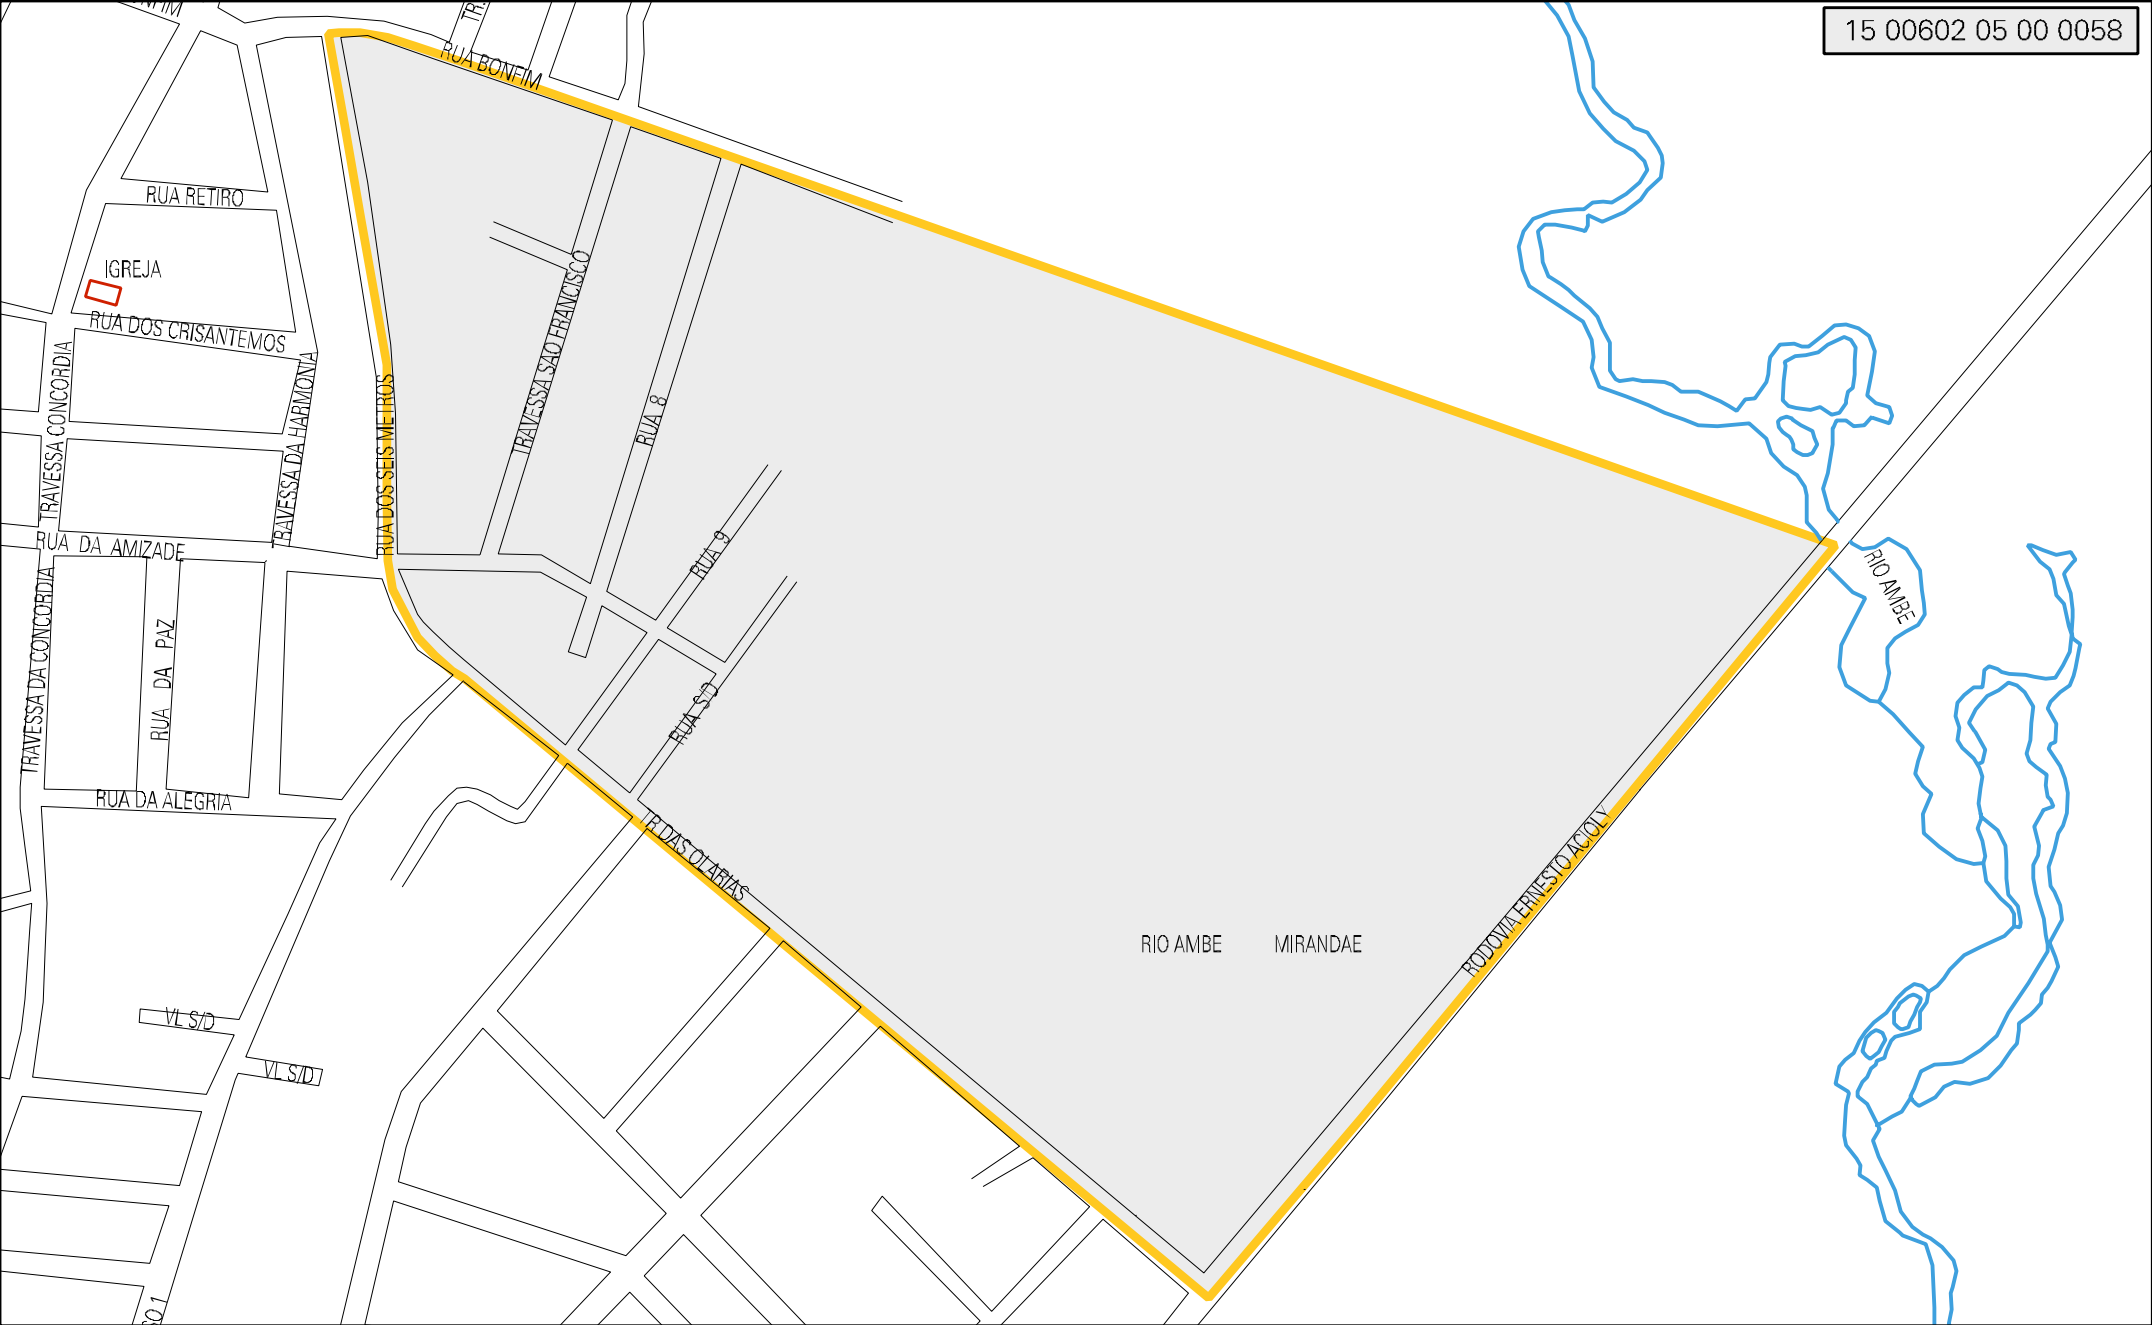 15 00602 05 00 0058
TR.
RUA BONFIM
RUA RETIRO
IGREJA
RUA DOS CRISANTEMOS
TRAVESSA CONCORDIA
TRAVESSA DA HARMONIA
RUA DOS SEIS METROS
TRAVESSA SAO FRANCISCO
RUA 8
RUA 9
RUA S/D
RUA DA AMIZADE
TRAVESSA DA CONCORDIA
RUA DA PAZ
RUA DA ALEGRIA
TR DAS OLARIAS
RIO AMBE
RIO AMBE MIRANDAE
RODOVIA ERNESTO ACIOLY
VL S/D
VL S/D